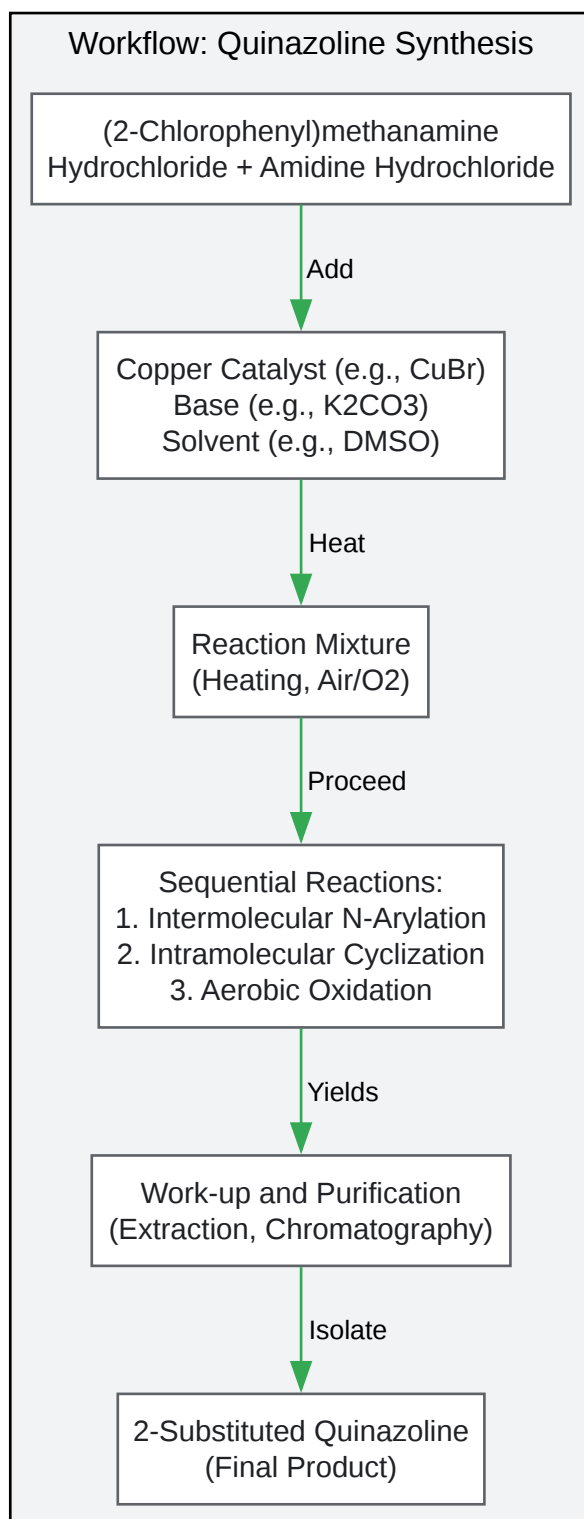 Workflow: Quinazoline Synthesis
(2-Chlorophenyl)methanamine
Hydrochloride + Amidine Hydrochloride
Add
Copper Catalyst (e.g., CuBr)
Base (e.g., K2CO3)
Solvent (e.g., DMSO)
Heat
Reaction Mixture
(Heating, Air/O2)
Proceed
Sequential Reactions:
1. Intermolecular N-Arylation
2. Intramolecular Cyclization
3. Aerobic Oxidation
Yields
Work-up and Purification
(Extraction, Chromatography)
Isolate
2-Substituted Quinazoline
(Final Product)